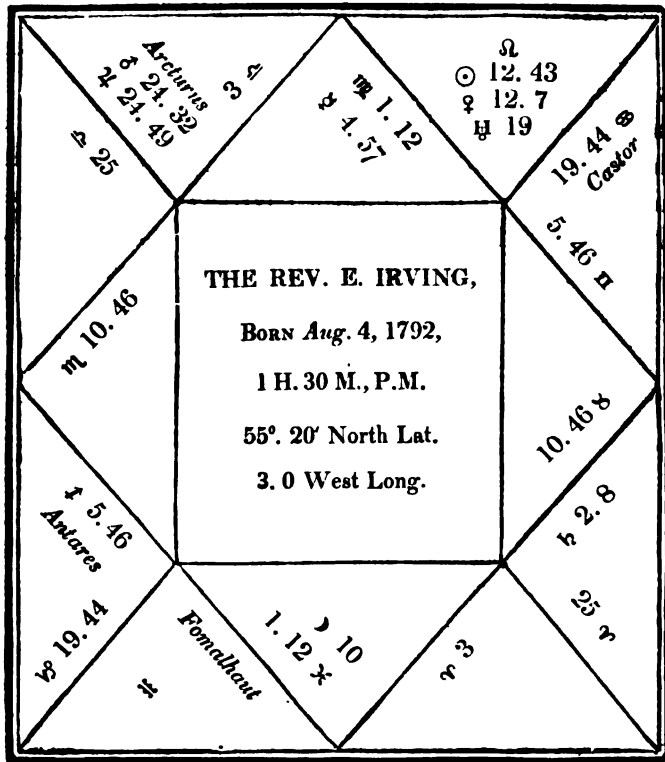 Arcturus
♂ 24. 32
♃ 24. 49
3 ♎
♎ 25
♍ 1. 12
☿ 4. 57
♌
☉ 12. 43
♀ 12. 7
♅ 19
19. 44 ♋
Castor
5. 46 ♊
THE REV. E. IRVING,
BORN Aug. 4, 1792,
1 H. 30 M., P.M.
55°. 20′ North Lat.
3. 0 West Long.
♏ 10. 46
10. 46 ♉
♄ 2. 8
25 ♈
♐ 5. 46
Antares
♑ 19. 44
♒
Fomalhaut
☽ 10
1. 12 ♓
♈ 3